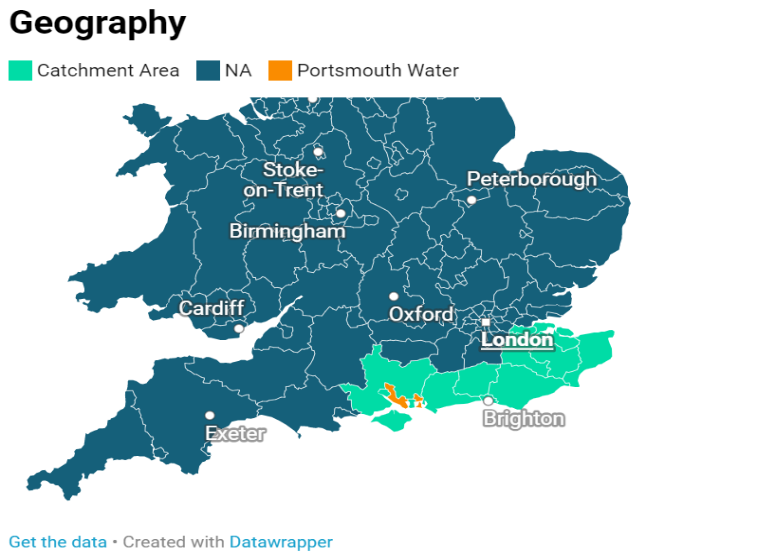 Geography
Catchment Area NA Portsmouth Water
Stoke-
on-Trent
Peterborough
Birmingham
Cardiff
Oxford
London
Brighton
Exeter
Get the data • Created with Datawrapper